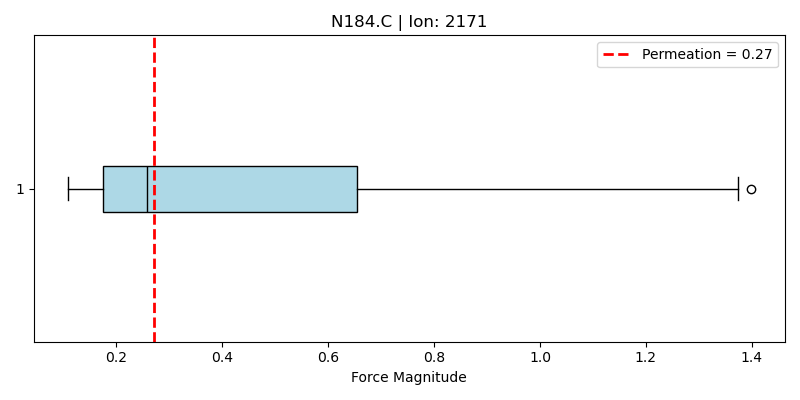 N184.C | Ion: 2171
Permeation = 0.27
1
0.2 0.4 0.6 0.8 1.0 1.2 1.4
Force Magnitude